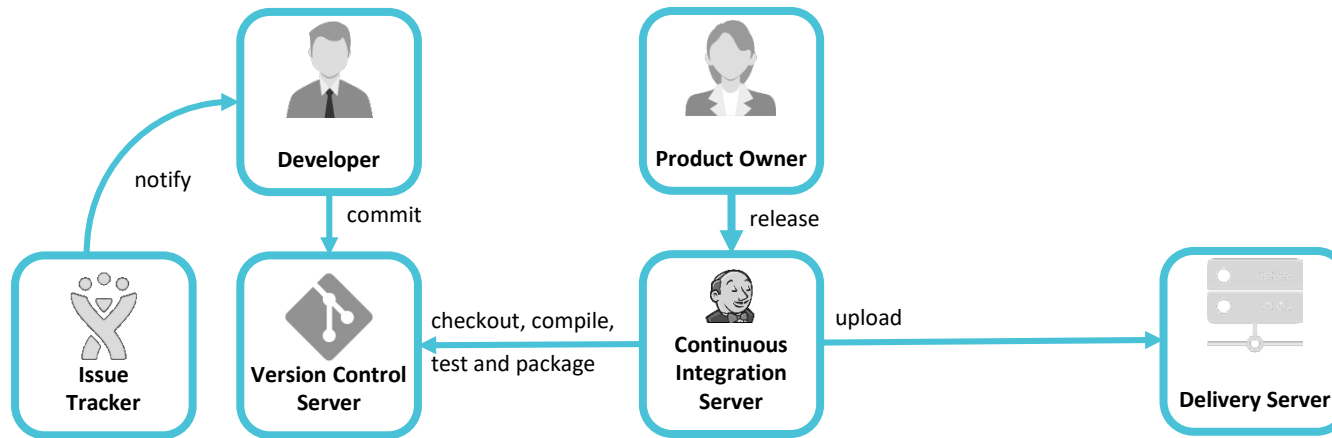 Developer
Product Owner
notify
commit
release
checkout, compile,
test and package
upload
Issue
Tracker
Version Control
Server
Continuous
Integration
Server
Delivery Server